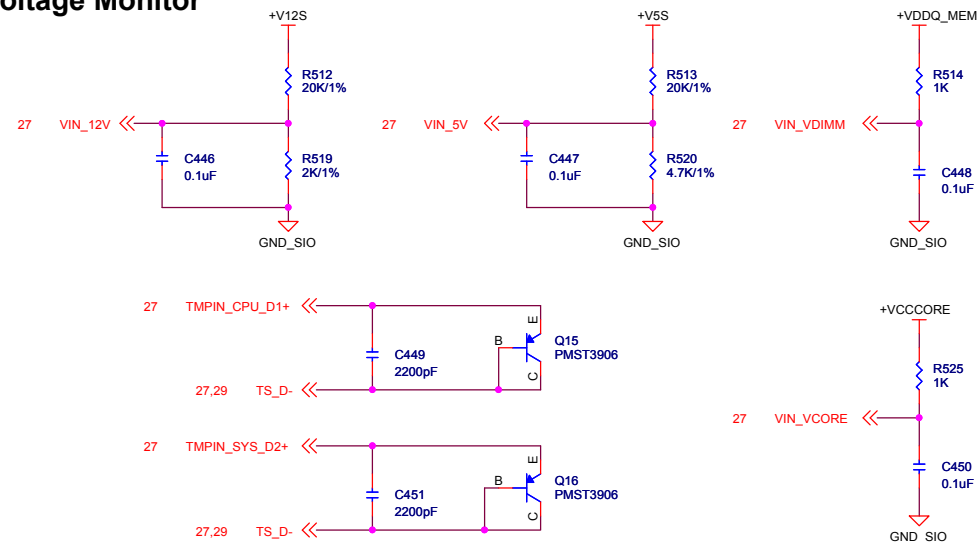 oltage Monitor
+V12S
R512
20K/1%
27 VIN_12V
C446
0.1uF
R519
2K/1%
GND_SIO
+V5S
R513
20K/1%
27 VIN_5V
C447
0.1uF
R520
4.7K/1%
GND_SIO
+VDDQ_MEM
R514
1K
27 VIN_VDIMM
C448
0.1uF
GND_SIO
27 TMPIN_CPU_D1+
E
B
C
Q15
PMST3906
C449
2200pF
27,29 TS_D-
27 TMPIN_SYS_D2+
E
B
C
Q16
PMST3906
C451
2200pF
27,29 TS_D-
+VCCCORE
R525
1K
27 VIN_VCORE
C450
0.1uF
GND_SIO